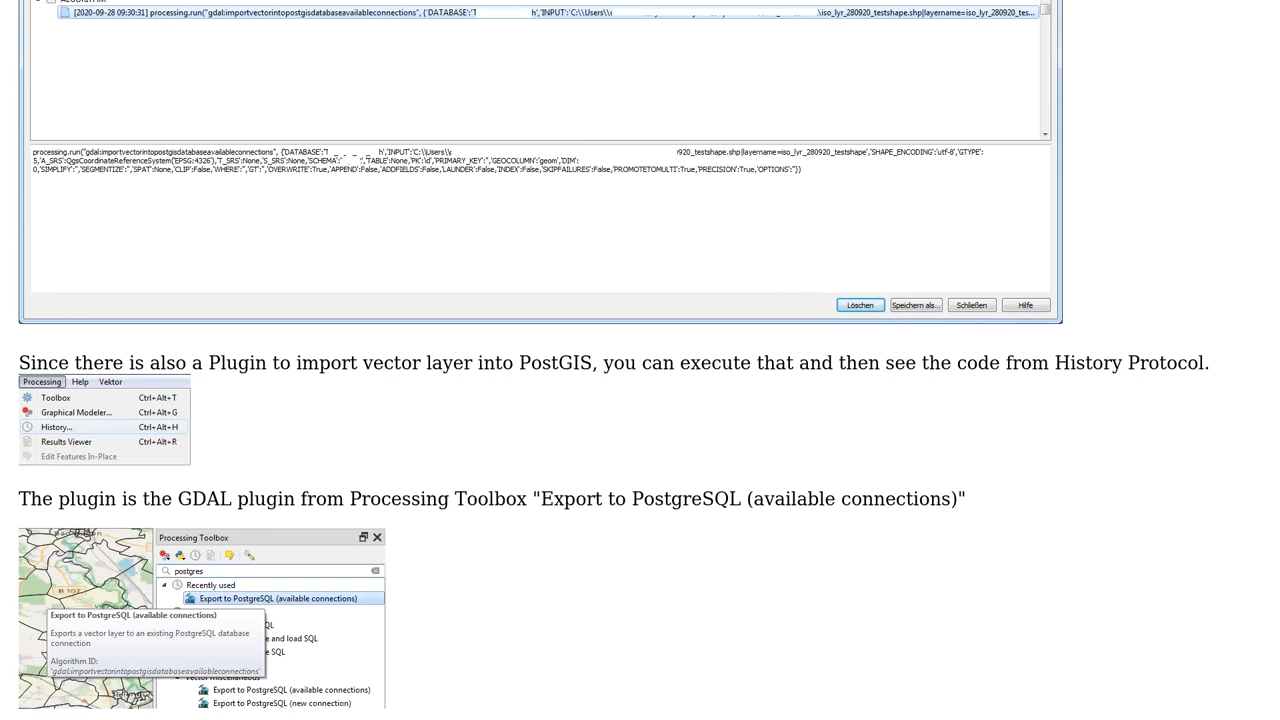 [2020-09-28 09:30:31] processing.run("gdal:importvectorintopostgisdatabaseavailableconnections", {'DATABASE':'T h','INPUT':'C:\\Users\\ \iso_lyr_280920_testshape.shp|layername=iso_lyr_280920_tes...
processing.run("gdal:importvectorintopostgisdatabaseavailableconnections", {'DATABASE': h','INPUT':'C:\\Users\\ 920_testshape.shp|layername=iso_lyr_280920_testshape','SHAPE_ENCODING':'utf-8','GTYPE':
5,'A_SRS':QgsCoordinateReferenceSystem('EPSG:4326'),'T_SRS':None,'S_SRS':None,'SCHEMA':' ','TABLE':None,'PK':'id','PRIMARY_KEY':'','GEOCOLUMN':'geom','DIM':
0,'SIMPLIFY':'','SEGMENTIZE':'','SPAT':None,'CLIP':False,'WHERE':'','GT':'','OVERWRITE':True,'APPEND':False,'ADDFIELDS':False,'LAUNDER':False,'INDEX':False,'SKIPFAILURES':False,'PROMOTETOMULTI':True,'PRECISION':True,'OPTIONS':''})
Löschen Speichern als... Schließen Hilfe
Since there is also a Plugin to import vector layer into PostGIS, you can execute that and then see the code from History Protocol.
Processing Help Vektor
Toolbox Ctrl+Alt+T
Graphical Modeler... Ctrl+Alt+G
History... Ctrl+Alt+H
Results Viewer Ctrl+Alt+R
Edit Features In-Place
The plugin is the GDAL plugin from Processing Toolbox "Export to PostgreSQL (available connections)"
Processing Toolbox
postgres
Recently used
Export to PostgreSQL (available connections)
B 107
Export to PostgreSQL (available connections)
Exports a vector layer to an existing PostgreSQL database
connection
Algorithm ID:
'gdal:importvectorintopostgisdatabaseavailableconnections'
QL
e and load SQL
e SQL
Vector miscellaneous
Export to PostgreSQL (available connections)
Export to PostgreSQL (new connection)